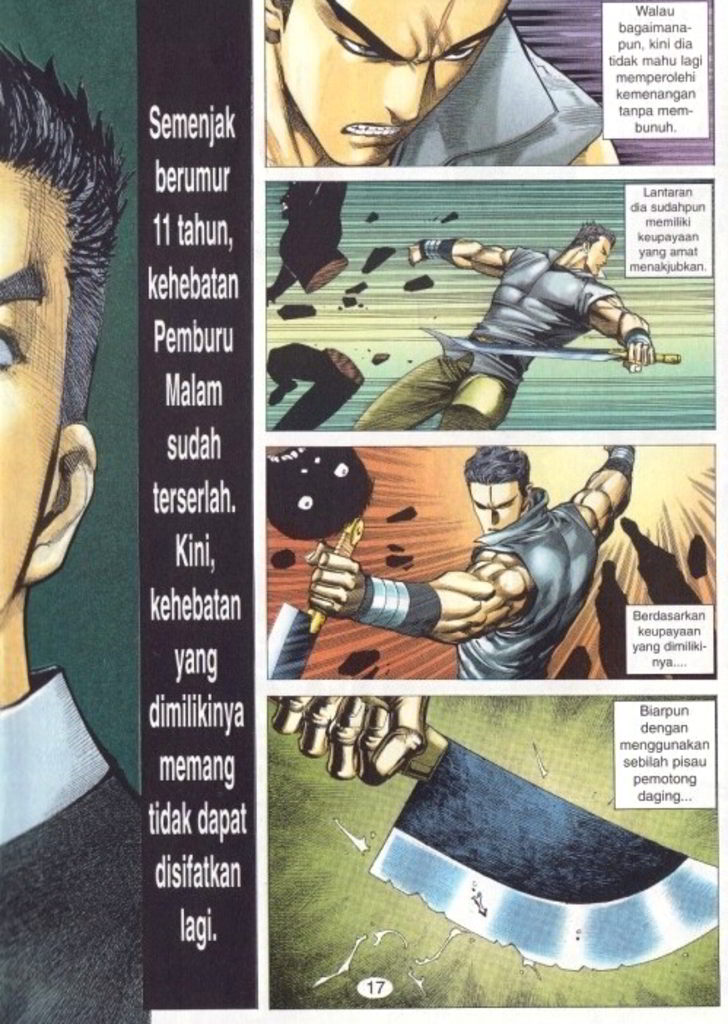 Semenjak
berumur
11 tahun,
kehebatan
Pemburu
Malam
sudah
terserlah.
Kini,
kehebatan
yang
dimilikinya
memang
tidak dapat
disifatkan
lagi.
Walau
bagaimana-
pun, kini dia
tidak mahu lagi
memperolehi
kemenangan
tanpa mem-
bunuh.
Lantaran
dia sudahpun
memiliki
keupayaan
yang amat
menakjubkan.
Berdasarkan
keupayaan
yang dimiliki-
nya....
Biarpun
dengan
menggunakan
sebilah pisau
pemotong
daging...
17